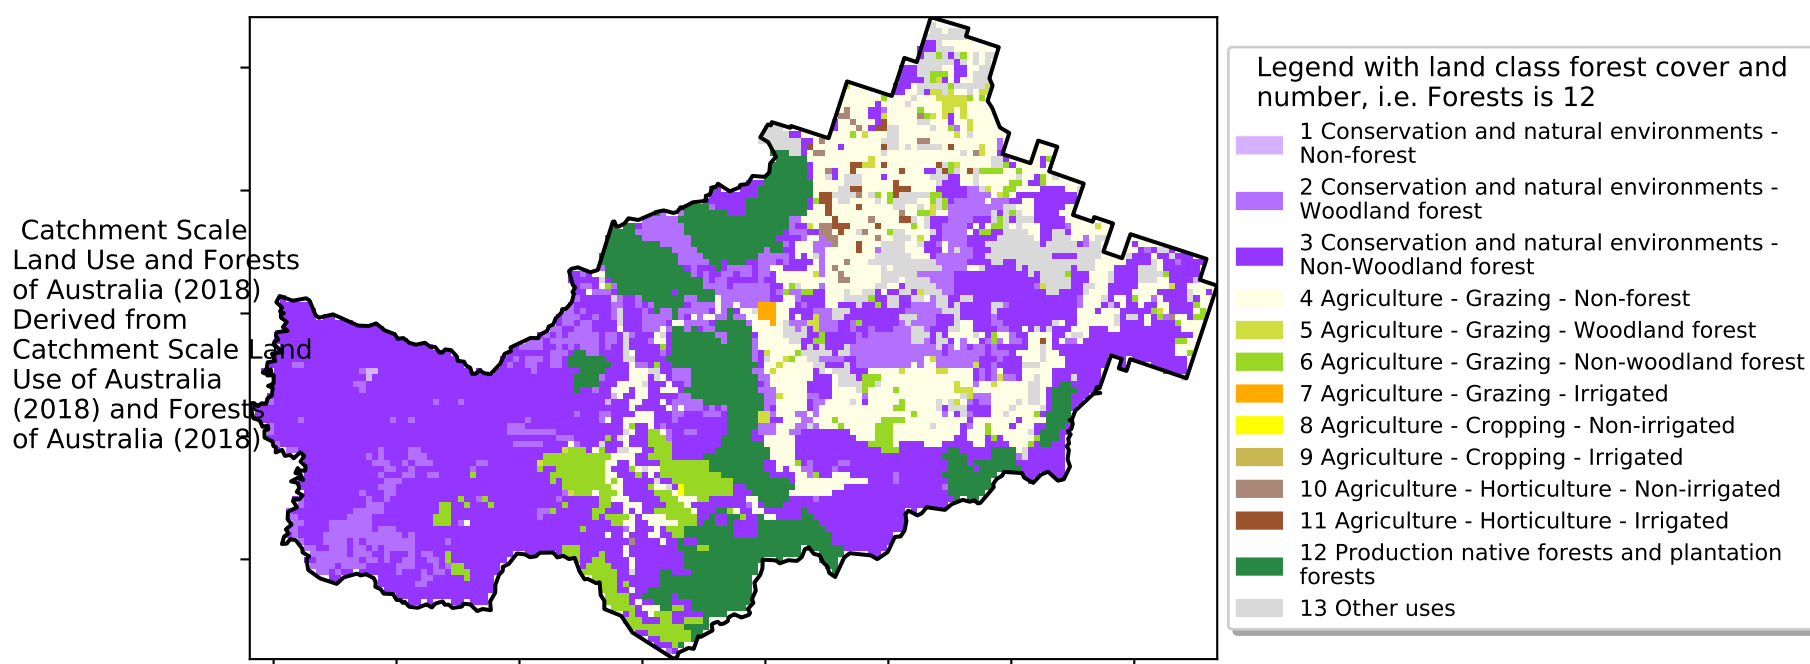 Catchment Scale
Land Use and Forests
of Australia (2018)
Derived from
Catchment Scale Land
Use of Australia
(2018) and Forests
of Australia (2018)
Legend with land class forest cover and
number, i.e. Forests is 12
1 Conservation and natural environments -
Non-forest
2 Conservation and natural environments -
Woodland forest
3 Conservation and natural environments -
Non-Woodland forest
4 Agriculture - Grazing - Non-forest
5 Agriculture - Grazing - Woodland forest
6 Agriculture - Grazing - Non-woodland forest
7 Agriculture - Grazing - Irrigated
8 Agriculture - Cropping - Non-irrigated
9 Agriculture - Cropping - Irrigated
10 Agriculture - Horticulture - Non-irrigated
11 Agriculture - Horticulture - Irrigated
12 Production native forests and plantation
forests
13 Other uses